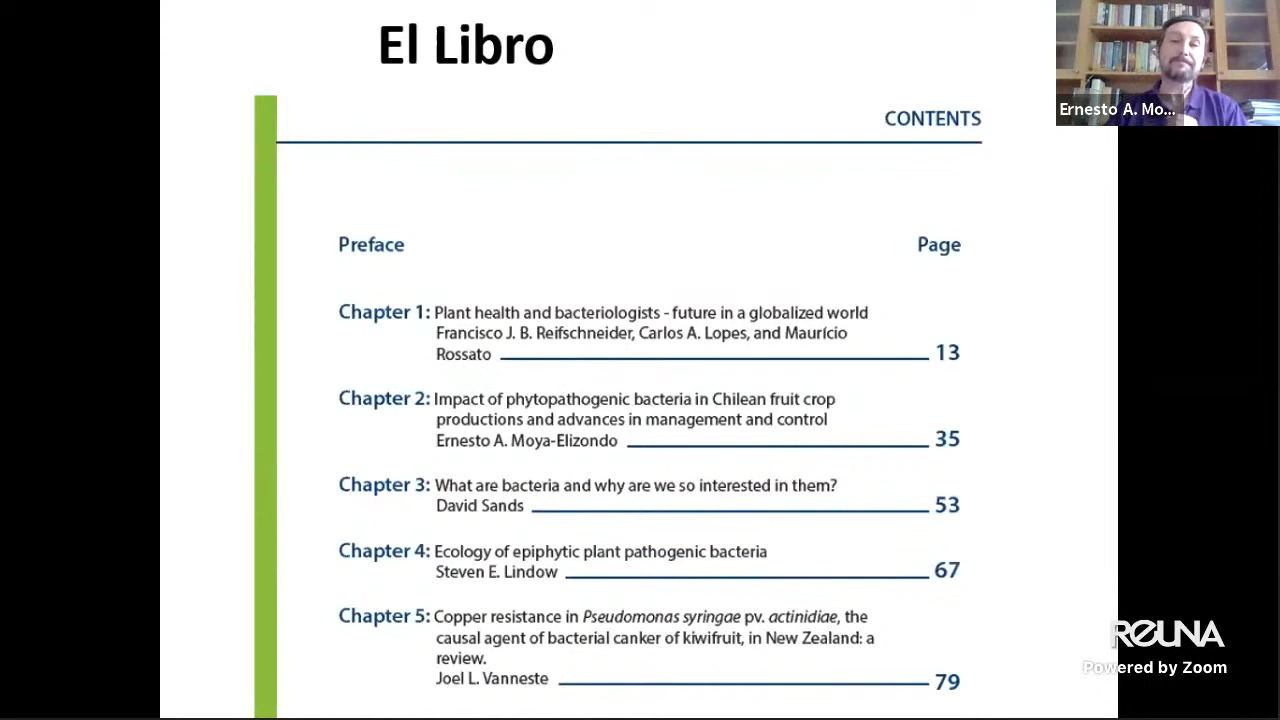 El Libro
Ernesto A. Mo...
CONTENTS
Preface Page
Chapter 1: Plant health and bacteriologists - future in a globalized world
Francisco J. B. Reifschneider, Carlos A. Lopes, and Maurício
Rossato 13
Chapter 2: Impact of phytopathogenic bacteria in Chilean fruit crop
productions and advances in management and control
Ernesto A. Moya-Elizondo 35
Chapter 3: What are bacteria and why are we so interested in them?
David Sands 53
Chapter 4: Ecology of epiphytic plant pathogenic bacteria
Steven E. Lindow 67
Chapter 5: Copper resistance in Pseudomonas syringae pv. actinidiae, the
causal agent of bacterial canker of kiwifruit, in New Zealand: a
review.
Joel L. Vanneste 79
REUNA
Powered by Zoom